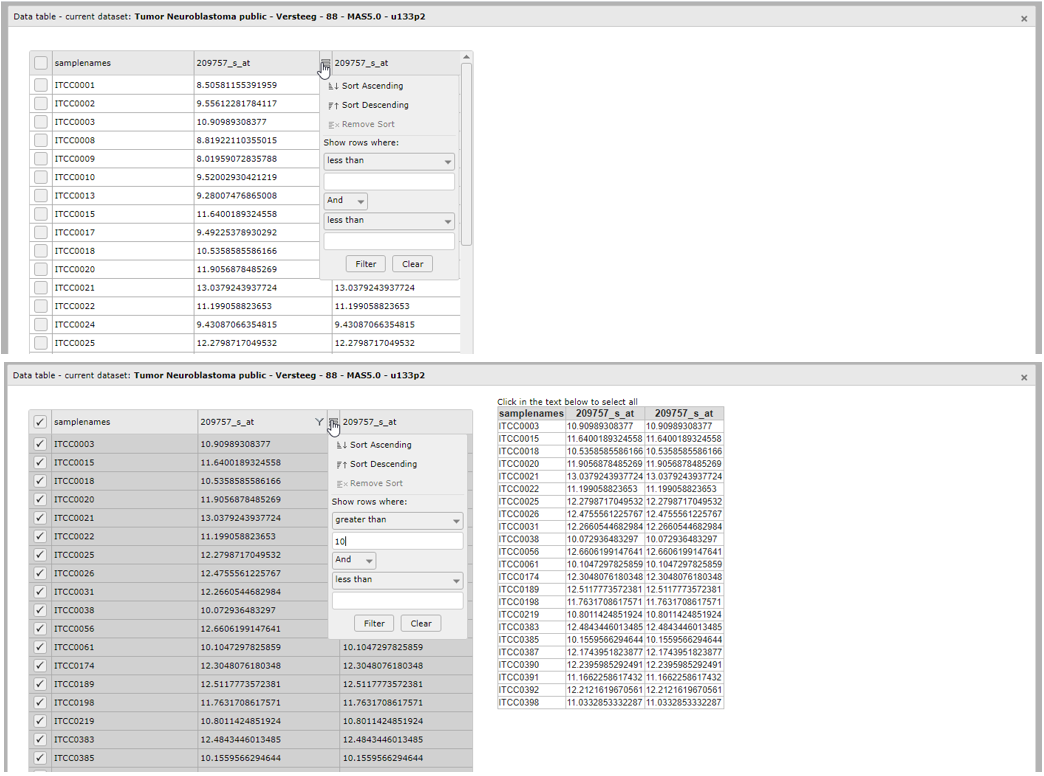 Data table - current dataset: Tumor Neuroblastoma public - Versteeg - 88 - MAS5.0 - u133p2
×
samplenames 209757_s_at 209757_s_at
ITCC0001 8.50581155391959
Sort Ascending
ITCC0002 9.55612281784117
Sort Descending
ITCC0003 10.90989308377
Remove Sort
ITCC0008 8.81922110355015
Show rows where:
ITCC0009 8.01959072835788
less than
ITCC0010 9.52002930421219
ITCC0013 9.28007476865008
And
ITCC0015 11.6400189324558
less than
ITCC0017 9.49225378930292
ITCC0018 10.5358585586166
ITCC0020 11.9056878485269
Filter Clear
ITCC0021 13.0379243937724 13.0379243937724
ITCC0022 11.199058823653 11.199058823653
ITCC0024 9.43087066354815 9.43087066354815
ITCC0025 12.2798717049532 12.2798717049532
Data table - current dataset: Tumor Neuroblastoma public - Versteeg - 88 - MAS5.0 - u133p2
×
samplenames 209757_s_at 209757_s_at
ITCC0003 10.90989308377
Sort Ascending
ITCC0015 11.6400189324558
Sort Descending
ITCC0018 10.5358585586166
Remove Sort
ITCC0020 11.9056878485269
Show rows where:
ITCC0021 13.0379243937724
greater than
ITCC0022 11.199058823653
10
ITCC0025 12.2798717049532
And
ITCC0026 12.4755561225767
less than
ITCC0031 12.2660544682984
ITCC0038 10.072936483297
ITCC0056 12.6606199147641
Filter Clear
ITCC0061 10.1047297825859 10.1047297825859
ITCC0174 12.3048076180348 12.3048076180348
ITCC0189 12.5117773572381 12.5117773572381
ITCC0198 11.7631708617571 11.7631708617571
ITCC0219 10.8011424851924 10.8011424851924
ITCC0383 12.4843446013485 12.4843446013485
ITCC0385 10.1559566294644 10.1559566294644
Click in the text below to select all
samplenames 209757_s_at 209757_s_at
ITCC0003 10.90989308377 10.90989308377
ITCC0015 11.6400189324558 11.6400189324558
ITCC0018 10.5358585586166 10.5358585586166
ITCC0020 11.9056878485269 11.9056878485269
ITCC0021 13.0379243937724 13.0379243937724
ITCC0022 11.199058823653 11.199058823653
ITCC0025 12.2798717049532 12.2798717049532
ITCC0026 12.4755561225767 12.4755561225767
ITCC0031 12.2660544682984 12.2660544682984
ITCC0038 10.072936483297 10.072936483297
ITCC0056 12.6606199147641 12.6606199147641
ITCC0061 10.1047297825859 10.1047297825859
ITCC0174 12.3048076180348 12.3048076180348
ITCC0189 12.5117773572381 12.5117773572381
ITCC0198 11.7631708617571 11.7631708617571
ITCC0219 10.8011424851924 10.8011424851924
ITCC0383 12.4843446013485 12.4843446013485
ITCC0385 10.1559566294644 10.1559566294644
ITCC0387 12.1743951823877 12.1743951823877
ITCC0390 12.2395985292491 12.2395985292491
ITCC0391 11.1662258617432 11.1662258617432
ITCC0392 12.2121619670561 12.2121619670561
ITCC0398 11.0332853332287 11.0332853332287